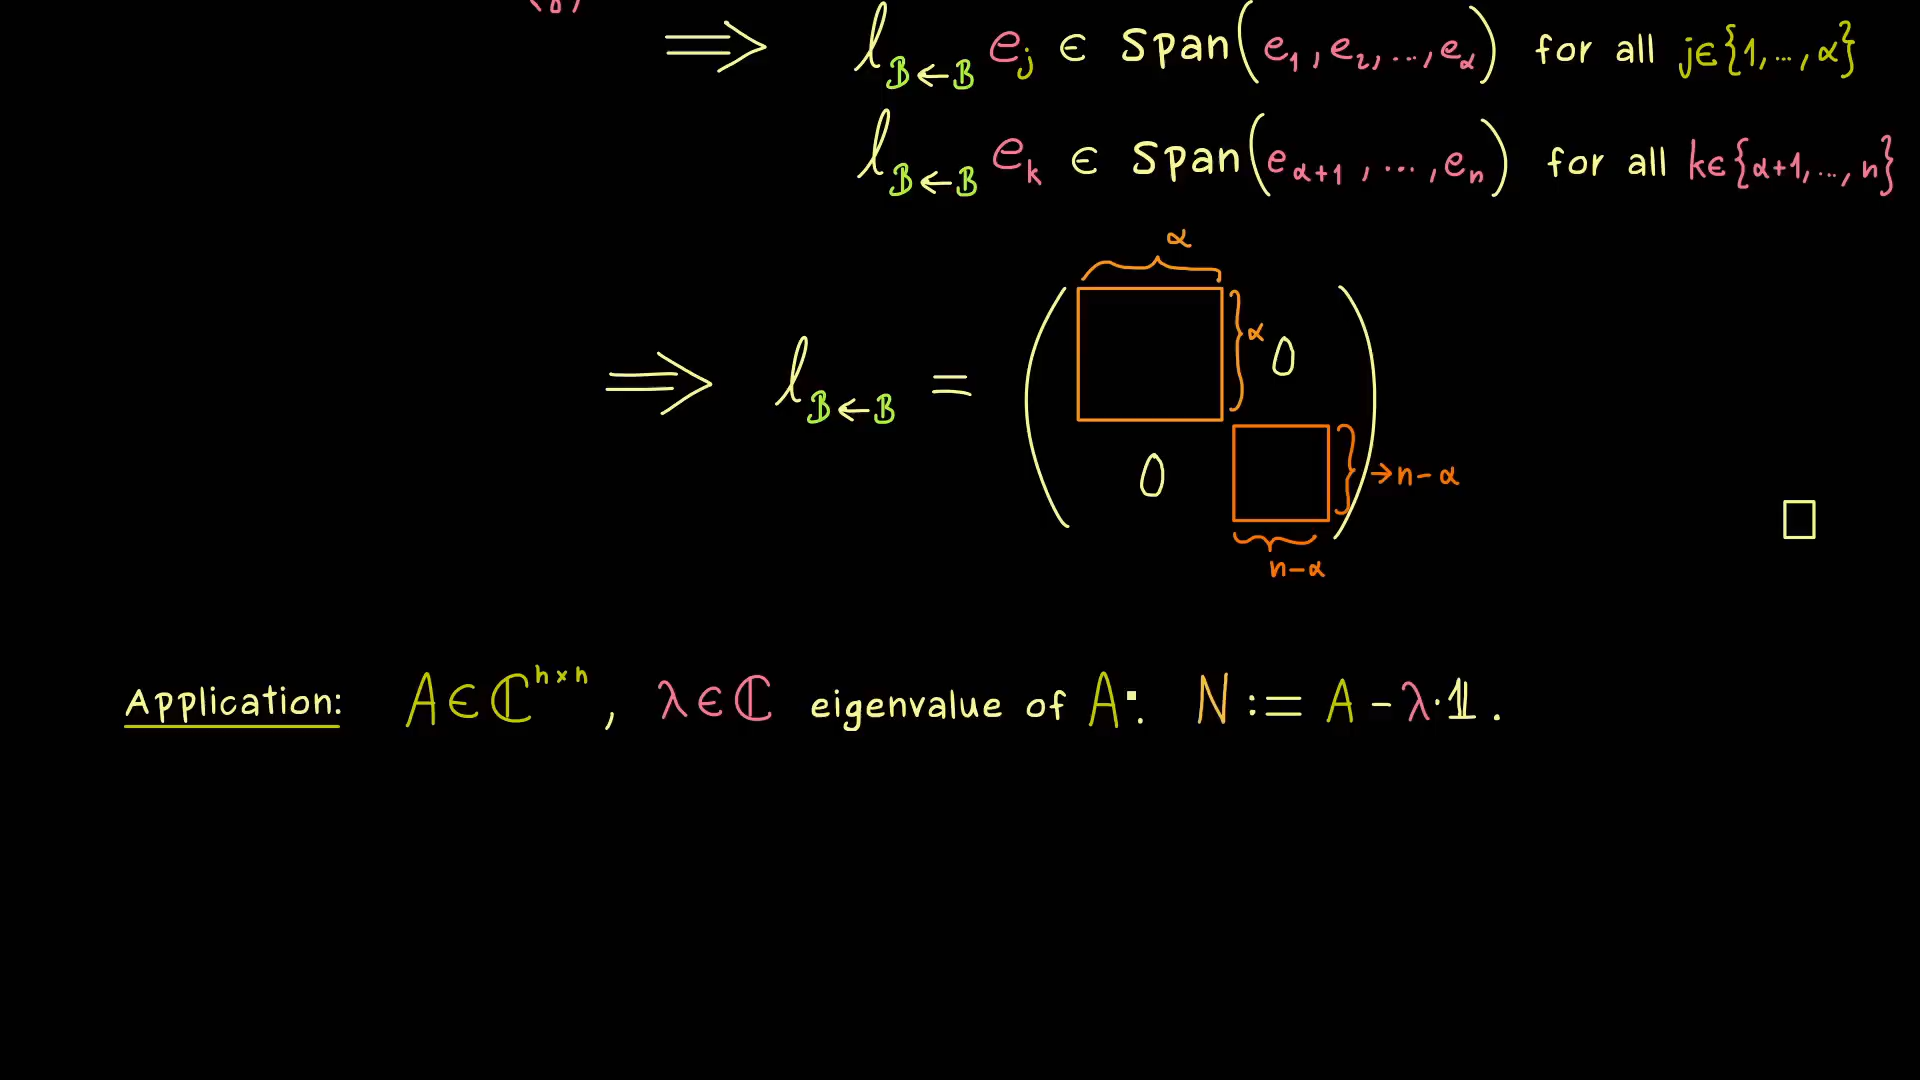 ⟹ ℓ_{B←B} e_j ∈ Span(e_1, e_2, ..., e_α) for all j∈{1,...,α}
ℓ_{B←B} e_k ∈ Span(e_{α+1}, ..., e_n) for all k∈{α+1,...,n}
α
⟹ ℓ_{B←B} = ( α 0
0 ) → n-α
n-α
□
Application: A∈ℂ^{n×n}, λ∈ℂ eigenvalue of A: N := A - λ·𝟙.